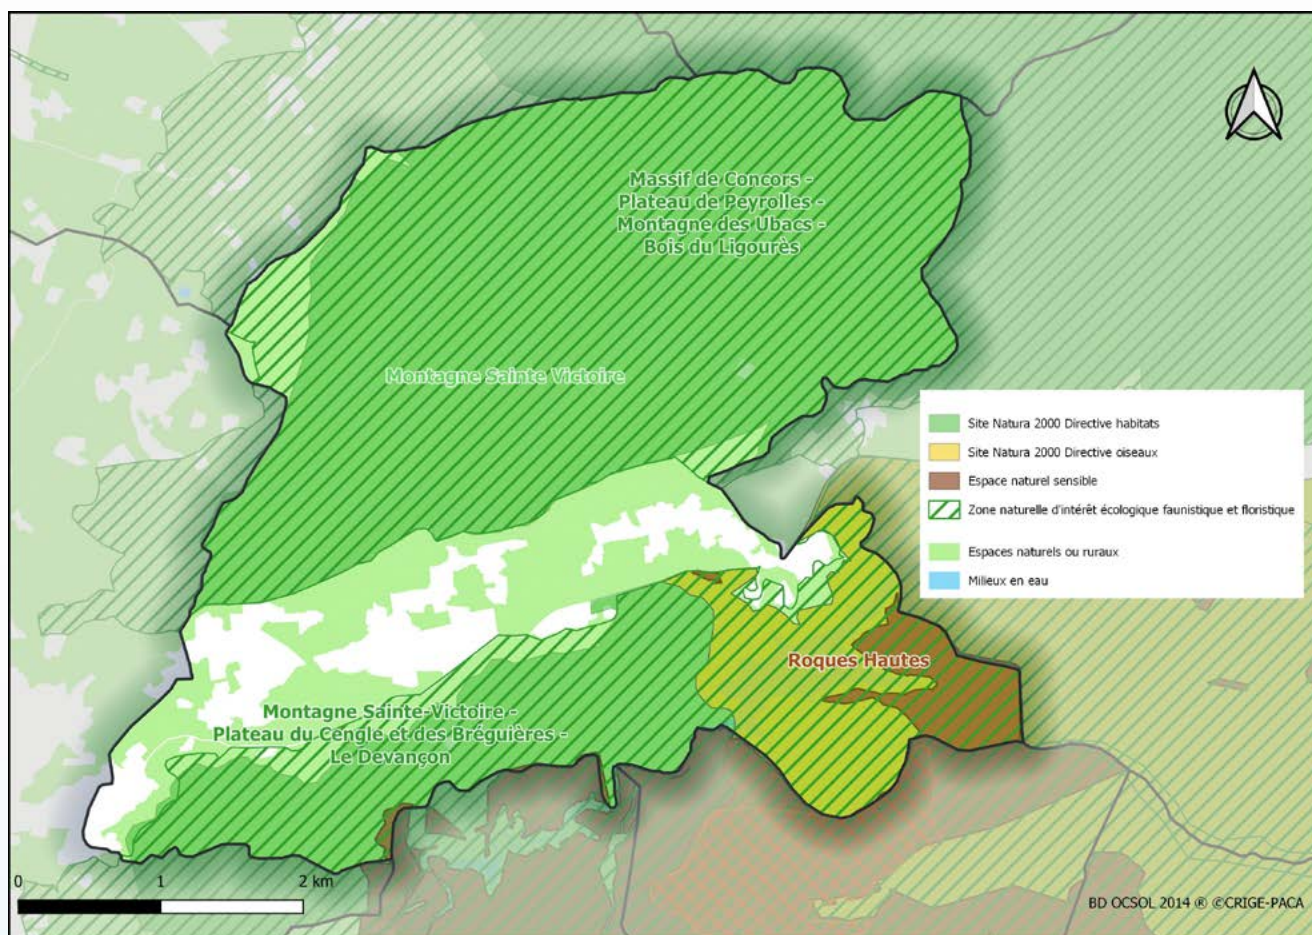 Massif de Concors -
Plateau de Peyrolles -
Montagne des Ubacs -
Bois du Ligourès
Montagne Sainte Victoire
Site Natura 2000 Directive habitats
Site Natura 2000 Directive oiseaux
Espace naturel sensible
Zone naturelle d'intérêt écologique faunistique et floristique
Espaces naturels ou ruraux
Milieux en eau
Roques Hautes
Montagne Sainte-Victoire -
Plateau du Cengle et des Bréguières -
Le Devançon
0 1 2 km
BD OCSOL 2014 ® ©CRIGE-PACA